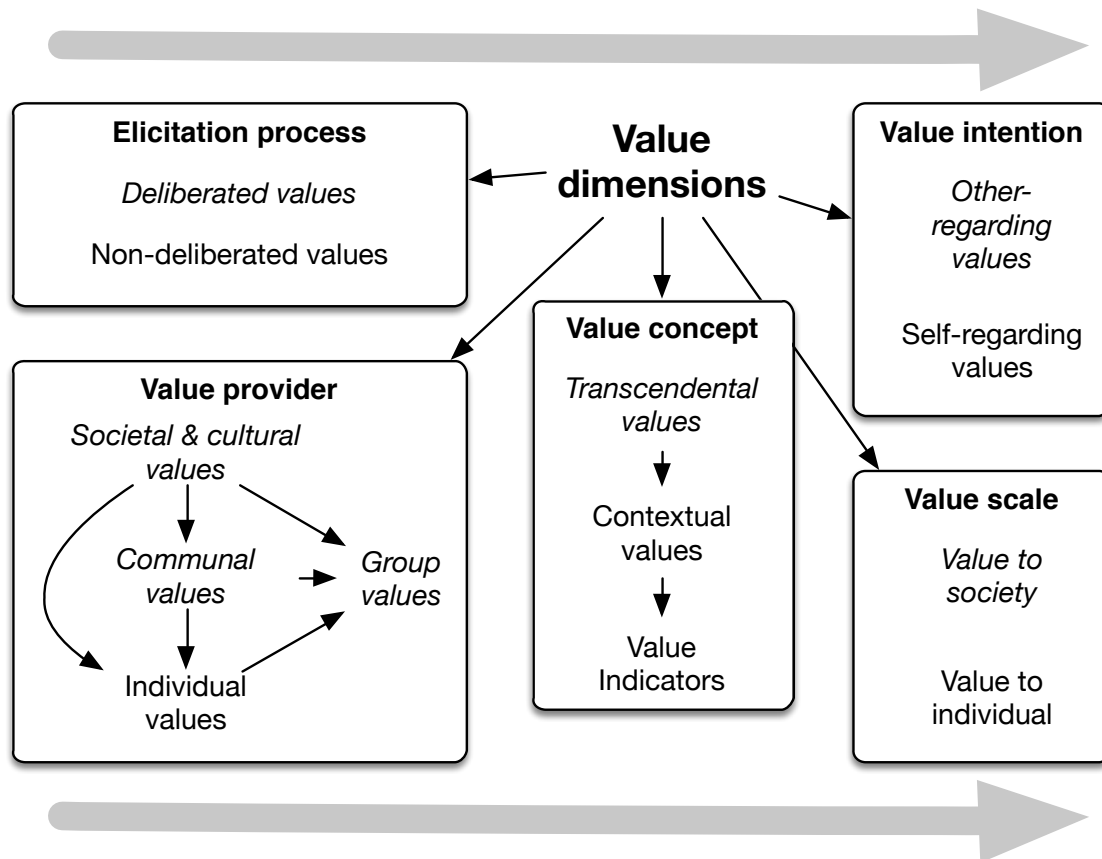 Elicitation process
Deliberated values
Non-deliberated values
Value
dimensions
Value intention
Other-
regarding
values
Self-regarding
values
Value provider
Societal & cultural
values
Communal
values
Group
values
Individual
values
Value concept
Transcendental
values
Contextual
values
Value
Indicators
Value scale
Value to
society
Value to
individual